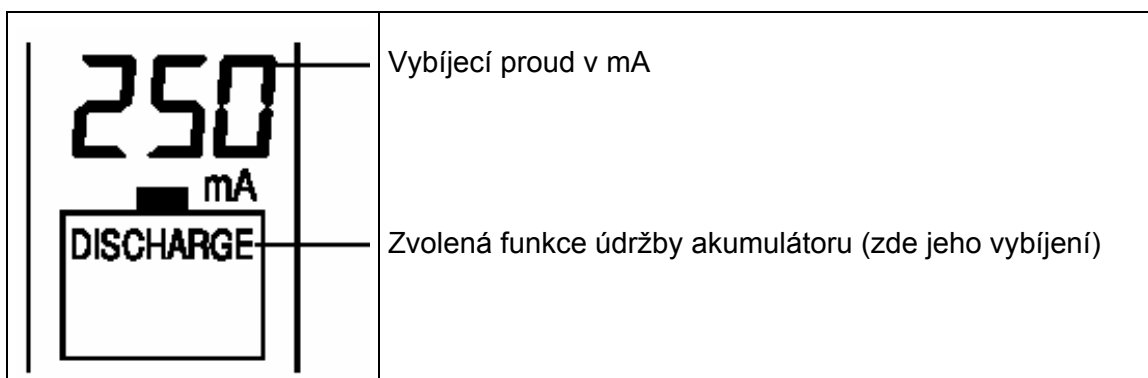 250
Vybíjecí proud v mA
mA
DISCHARGE
Zvolená funkce údržby akumulátoru (zde jeho vybíjení)